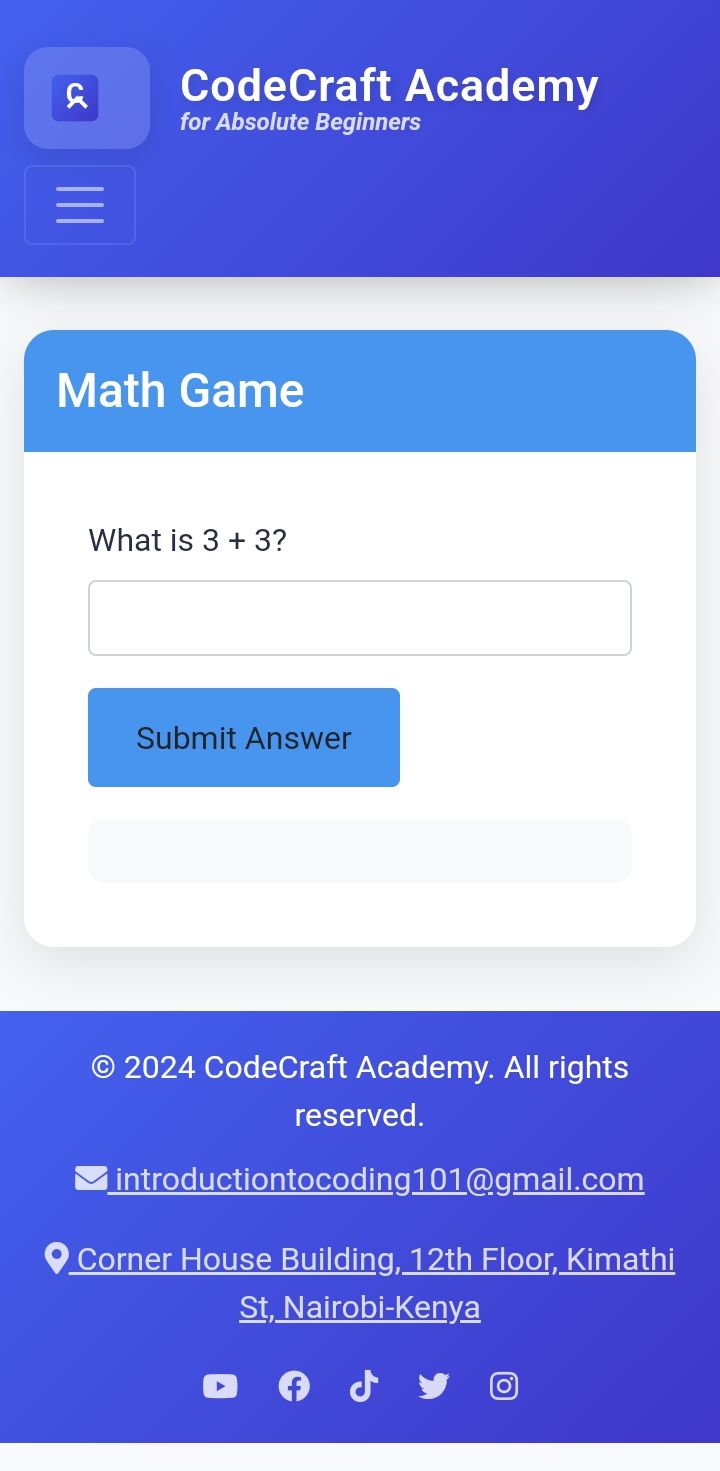 CodeCraft Academy
for Absolute Beginners
Math Game
What is 3 + 3?
Submit Answer
© 2024 CodeCraft Academy. All rights
reserved.
introductiontocoding101@gmail.com
Corner House Building, 12th Floor, Kimathi
St, Nairobi-Kenya